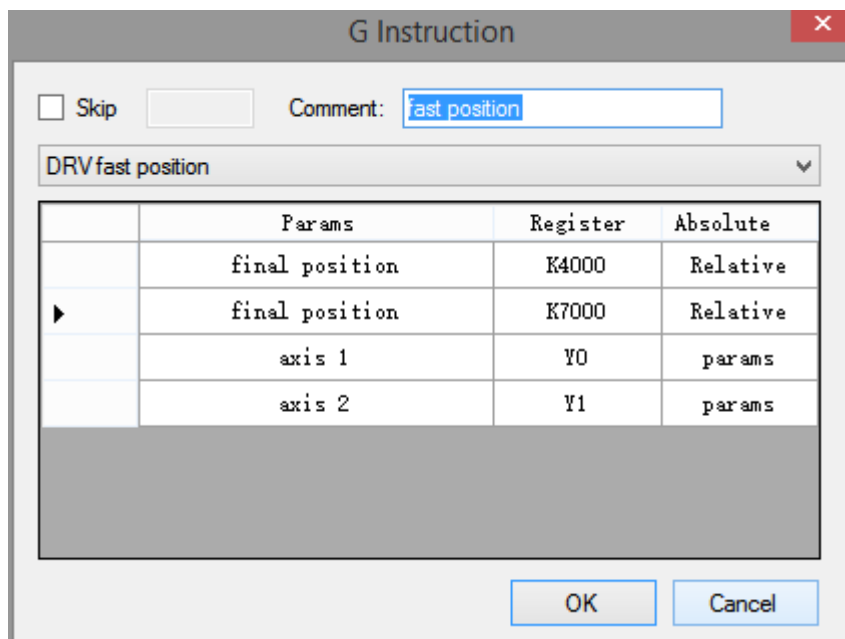 G Instruction
Skip Comment: fast position
DRV fast position
Params Register Absolute
final position K4000 Relative
final position K7000 Relative
axis 1 Y0 params
axis 2 Y1 params
OK Cancel